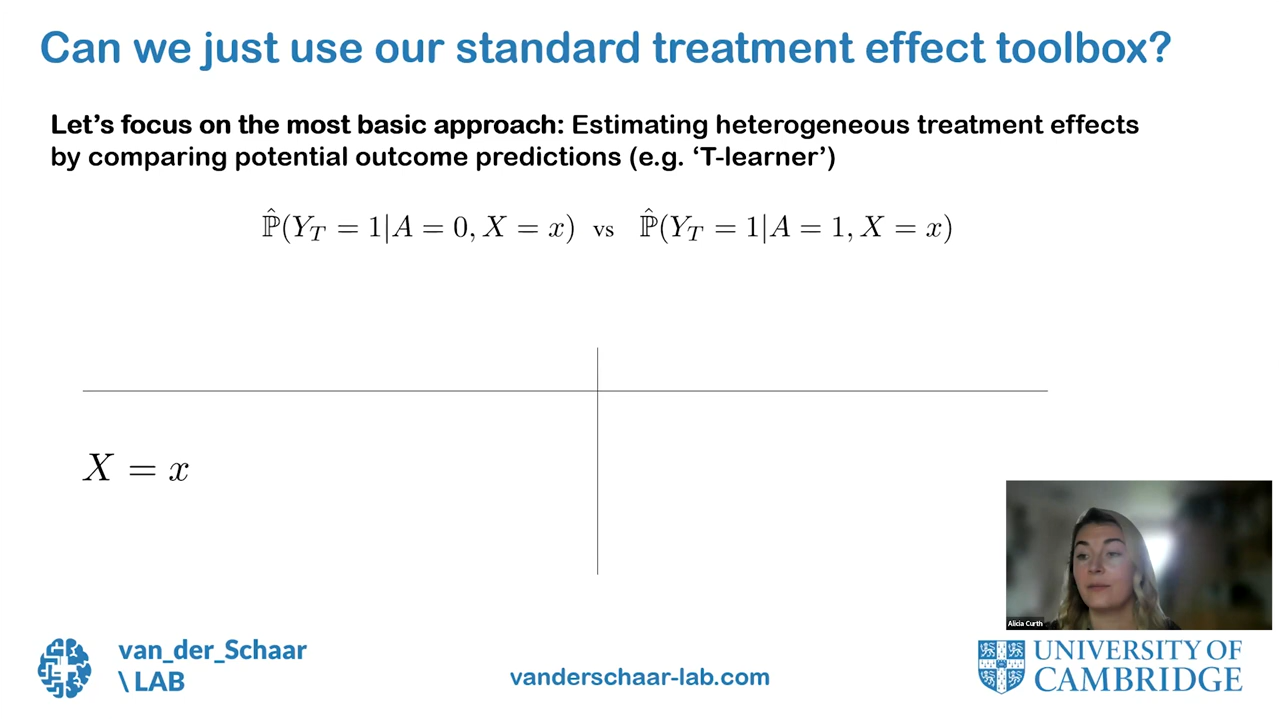 Can we just use our standard treatment effect toolbox?
Let's focus on the most basic approach: Estimating heterogeneous treatment effects
by comparing potential outcome predictions (e.g. ‘T-learner’)
ℙ̂(Y_T = 1|A = 0, X = x) vs ℙ̂(Y_T = 1|A = 1, X = x)
X = x
Alicia Curth
van_der_Schaar
\ LAB
vanderschaar-lab.com
UNIVERSITY OF
CAMBRIDGE